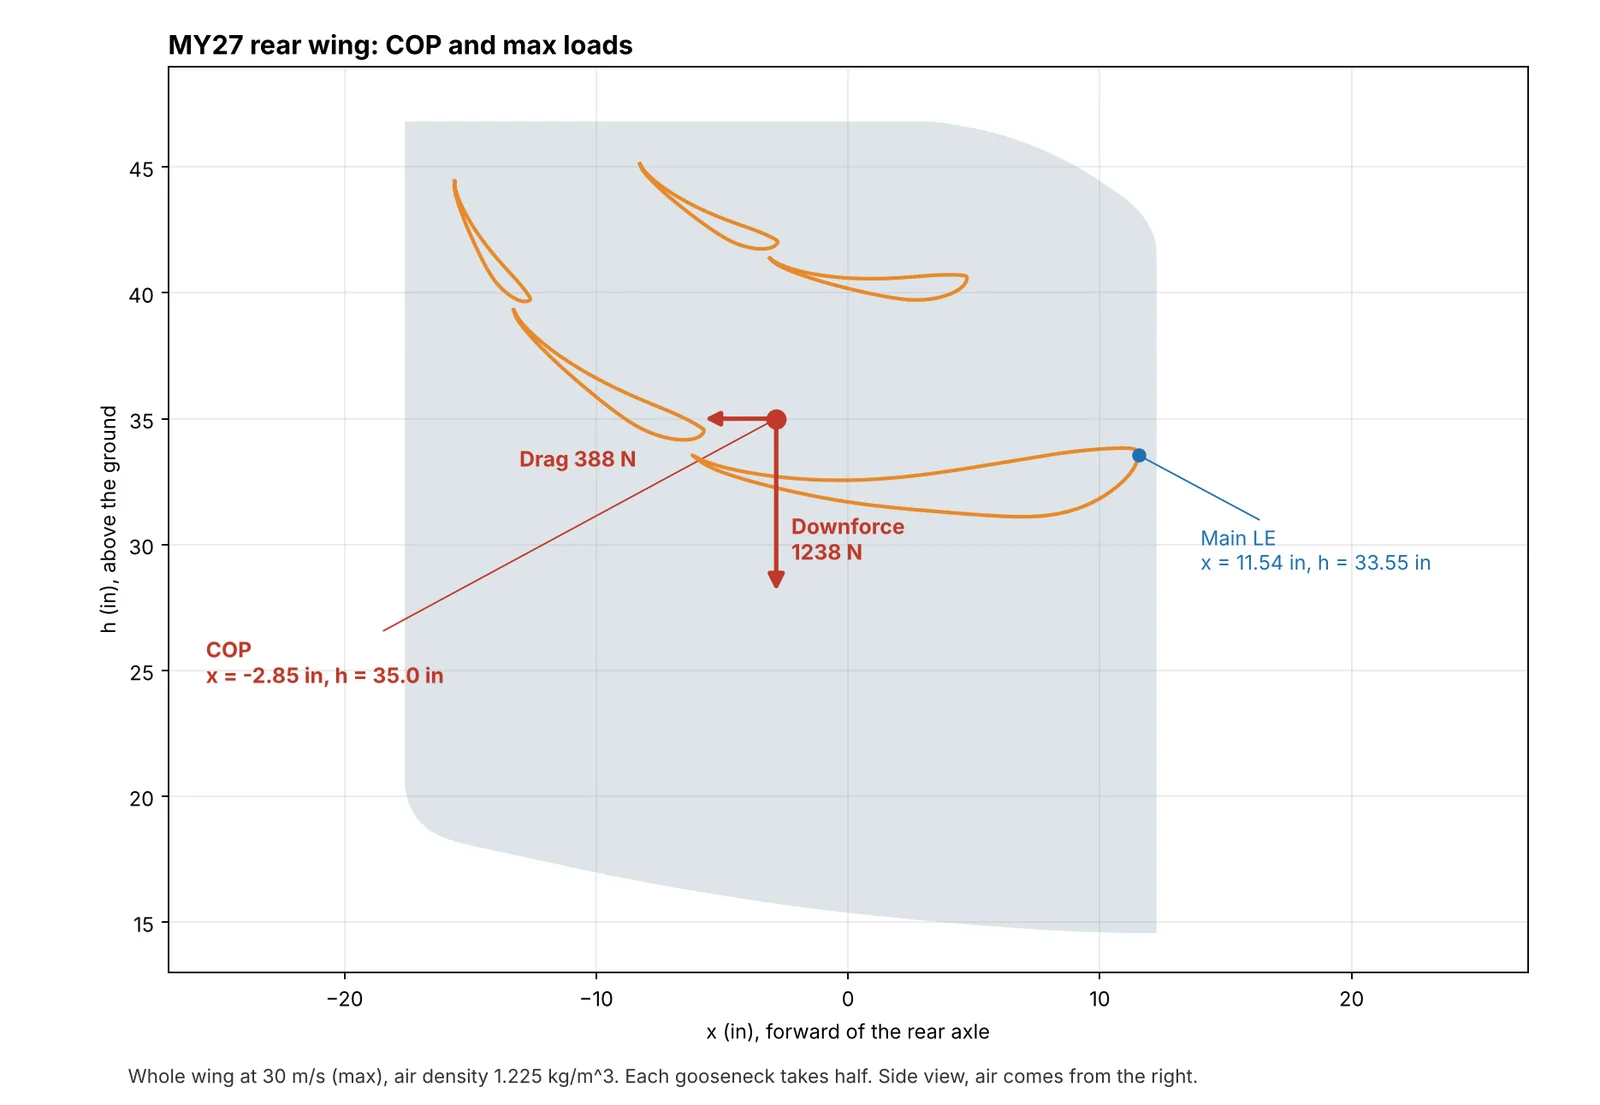 MY27 rear wing: COP and max loads
45
40
35
30
25
20
15
h (in), above the ground
Drag 388 N
Downforce
1238 N
Main LE
x = 11.54 in, h = 33.55 in
COP
x = -2.85 in, h = 35.0 in
−20
−10
0
10
20
x (in), forward of the rear axle
Whole wing at 30 m/s (max), air density 1.225 kg/m^3. Each gooseneck takes half. Side view, air comes from the right.